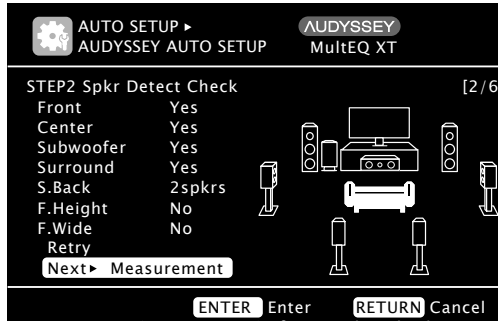 AUTO SETUP ▸
AUDYSSEY AUTO SETUP
AUDYSSEY
MultEQ XT
STEP2 Spkr Detect Check [2/6
Front Yes
Center Yes
Subwoofer Yes
Surround Yes
S.Back 2spkrs
F.Height No
F.Wide No
Retry
Next▸ Measurement
ENTER Enter RETURN Cancel